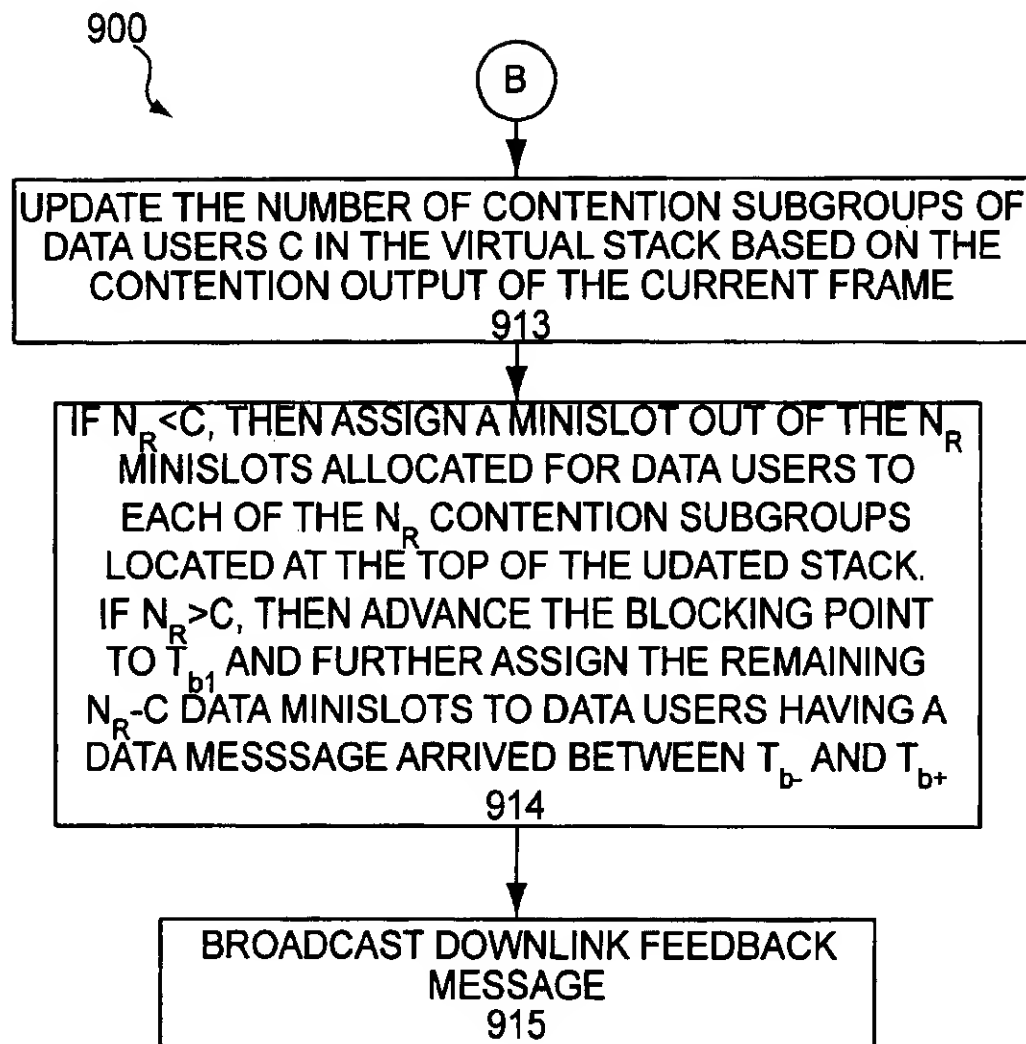 900
B
UPDATE THE NUMBER OF CONTENTION SUBGROUPS OF
DATA USERS C IN THE VIRTUAL STACK BASED ON THE
CONTENTION OUTPUT OF THE CURRENT FRAME
913
IF N_R<C, THEN ASSIGN A MINISLOT OUT OF THE N_R
MINISLOTS ALLOCATED FOR DATA USERS TO
EACH OF THE N_R CONTENTION SUBGROUPS
LOCATED AT THE TOP OF THE UDATED STACK.
IF N_R>C, THEN ADVANCE THE BLOCKING POINT
TO T_b1 AND FURTHER ASSIGN THE REMAINING
N_R-C DATA MINISLOTS TO DATA USERS HAVING A
DATA MESSSAGE ARRIVED BETWEEN T_b- AND T_b+
914
BROADCAST DOWNLINK FEEDBACK
MESSAGE
915